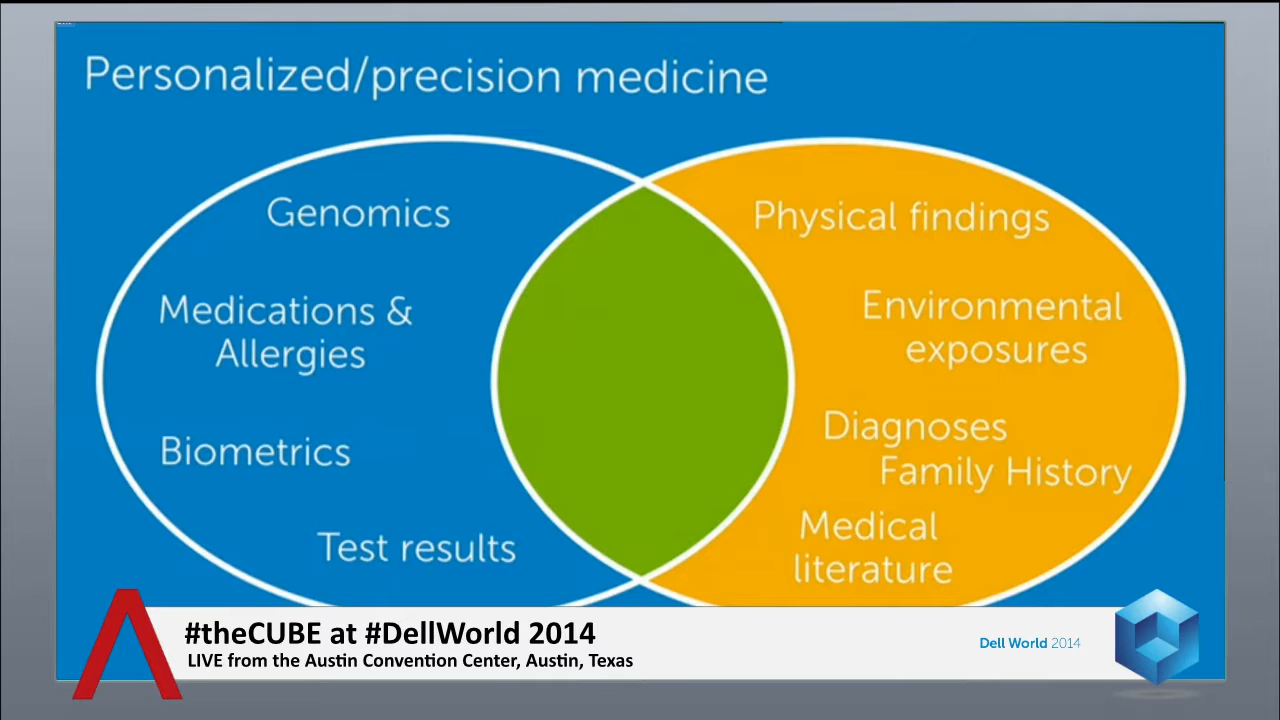 Personalized/precision medicine
Genomics
Medications &
Allergies
Biometrics
Test results
Physical findings
Environmental
exposures
Diagnoses
Family History
Medical
literature
#theCUBE at #DellWorld 2014
LIVE from the Austin Convention Center, Austin, Texas
Dell World 2014